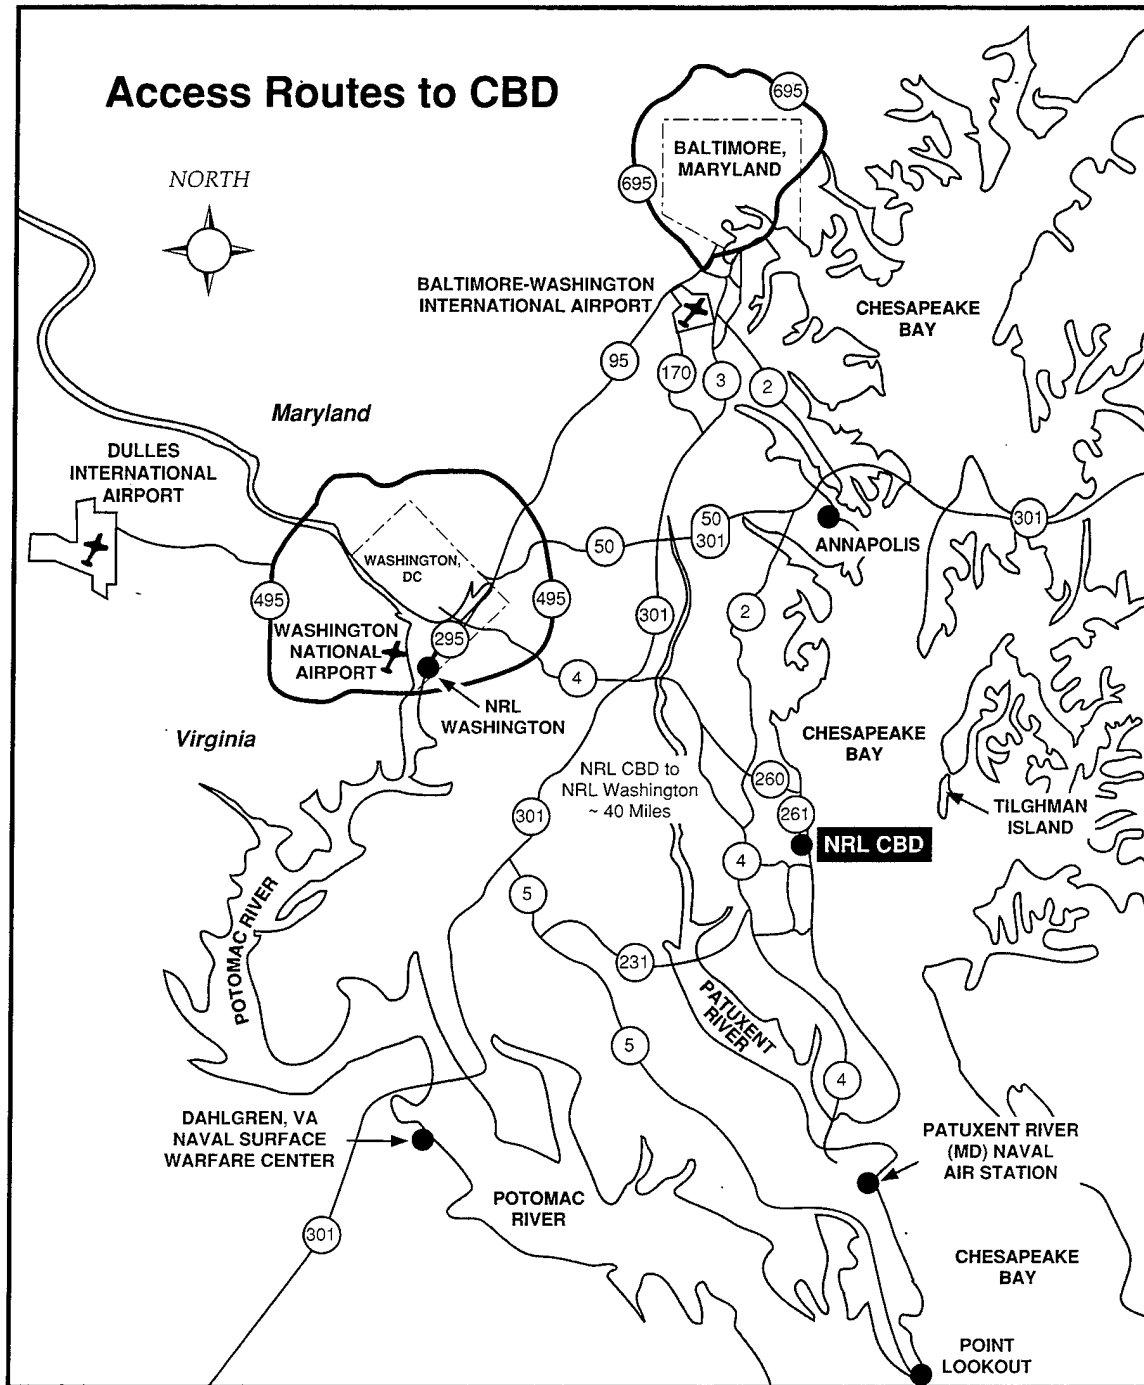 Access Routes to CBD
NORTH
695
BALTIMORE,
MARYLAND
695
BALTIMORE-WASHINGTON
INTERNATIONAL AIRPORT
CHESAPEAKE
BAY
95
170
3
2
Maryland
DULLES
INTERNATIONAL
AIRPORT
50
50
301
301
ANNAPOLIS
WASHINGTON,
DC
495
495
301
2
WASHINGTON
NATIONAL
AIRPORT
295
4
NRL
WASHINGTON
Virginia
CHESAPEAKE
BAY
NRL CBD to
NRL Washington
~ 40 Miles
260
261
TILGHMAN
ISLAND
301
NRL CBD
4
5
POTOMAC RIVER
231
PATUXENT
RIVER
5
4
DAHLGREN, VA
NAVAL SURFACE
WARFARE CENTER
PATUXENT RIVER
(MD) NAVAL
AIR STATION
POTOMAC
RIVER
301
CHESAPEAKE
BAY
POINT
LOOKOUT